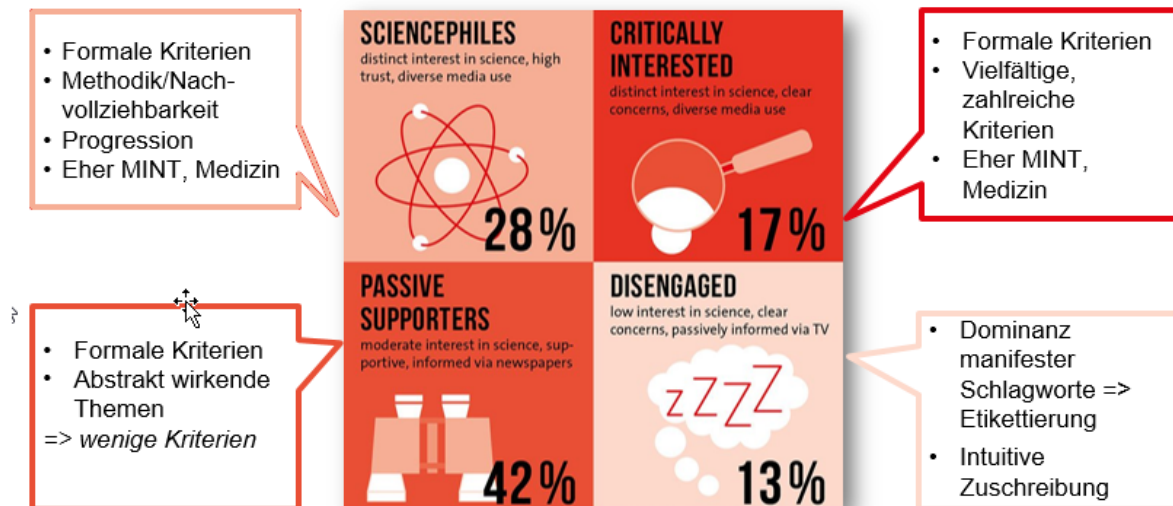 • Formale Kriterien
• Methodik/Nach-
vollziehbarkeit
• Progression
• Eher MINT, Medizin
SCIENCEPHILES
distinct interest in science, high
trust, diverse media use
28%
CRITICALLY
INTERESTED
distinct interest in science, clear
concerns, diverse media use
17%
• Formale Kriterien
• Vielfältige,
zahlreiche
Kriterien
• Eher MINT,
Medizin
• Formale Kriterien
• Abstrakt wirkende
Themen
=> wenige Kriterien
PASSIVE
SUPPORTERS
moderate interest in science, sup-
portive, informed via newspapers
42%
DISENGAGED
low interest in science, clear
concerns, passively informed via TV
zZZZ
13%
• Dominanz
manifester
Schlagworte =>
Etikettierung
• Intuitive
Zuschreibung